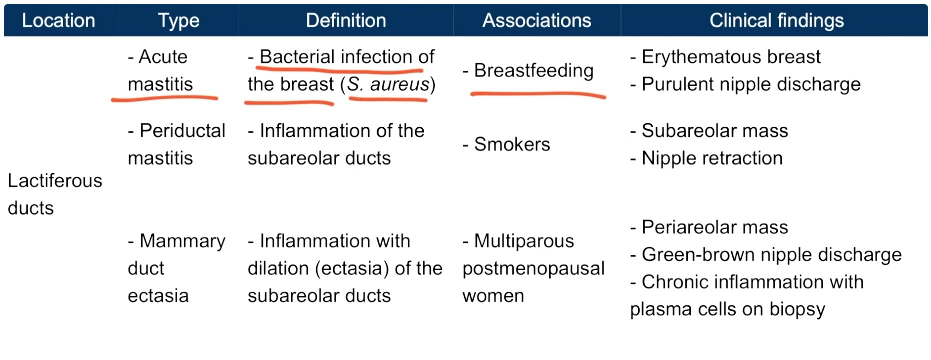 Location Type Definition Associations Clinical findings
Lactiferous
ducts
- Acute
mastitis
- Bacterial infection of
the breast (S. aureus)
- Breastfeeding
- Erythematous breast
- Purulent nipple discharge
- Periductal
mastitis
- Inflammation of the
subareolar ducts
- Smokers
- Subareolar mass
- Nipple retraction
- Mammary
duct
ectasia
- Inflammation with
dilation (ectasia) of the
subareolar ducts
- Multiparous
postmenopausal
women
- Periareolar mass
- Green-brown nipple discharge
- Chronic inflammation with
plasma cells on biopsy